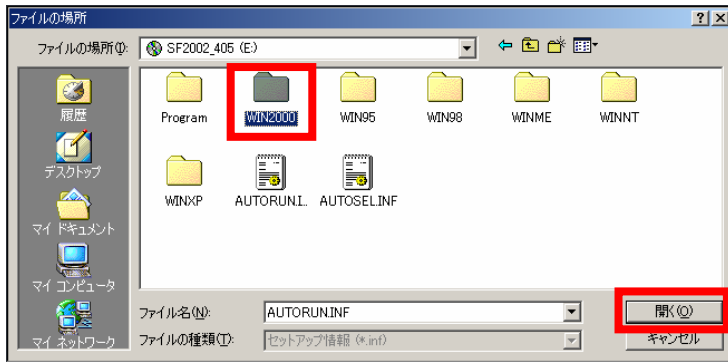 ファイルの場所
ファイルの場所(I): SF2002_405 (E:)
履歴
デスクトップ
マイ ドキュメント
マイ コンピュータ
マイ ネットワーク
Program WIN2000 WIN95 WIN98 WINME WINNT
WINXP AUTORUN.I... AUTOSEL.INF
ファイル名(N): AUTORUN.INF 開く(O)
ファイルの種類(T): セットアップ情報 (*.inf) キャンセル